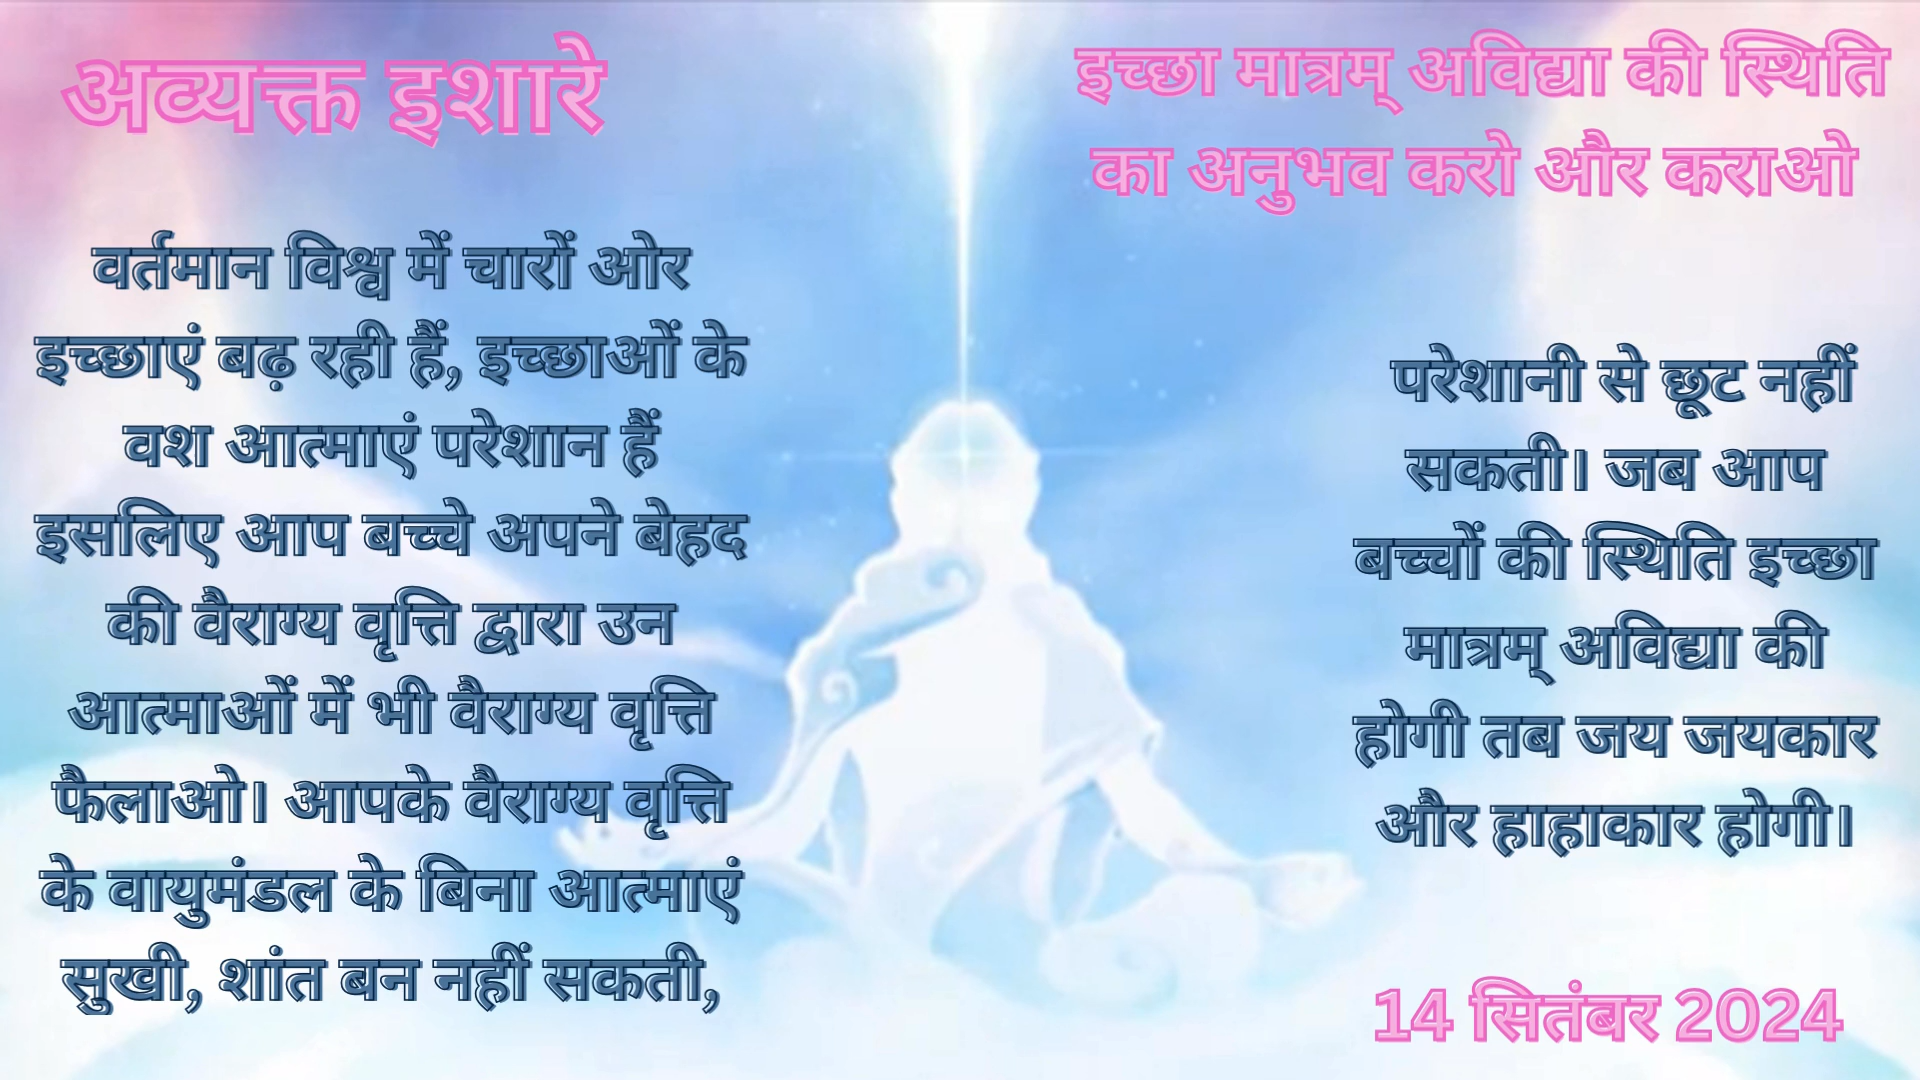 अव्यक्त इशारे
इच्छा मात्रम् अविद्या की स्थिति
का अनुभव करो और कराओ
वर्तमान विश्व में चारों ओर
इच्छाएं बढ़ रही हैं, इच्छाओं के
वश आत्माएं परेशान हैं
इसलिए आप बच्चे अपने बेहद
की वैराग्य वृत्ति द्वारा उन
आत्माओं में भी वैराग्य वृत्ति
फैलाओ। आपके वैराग्य वृत्ति
के वायुमंडल के बिना आत्माएं
सुखी, शांत बन नहीं सकती,
परेशानी से छूट नहीं
सकती। जब आप
बच्चों की स्थिति इच्छा
मात्रम् अविद्या की
होगी तब जय जयकार
और हाहाकार होगी।
14 सितंबर 2024